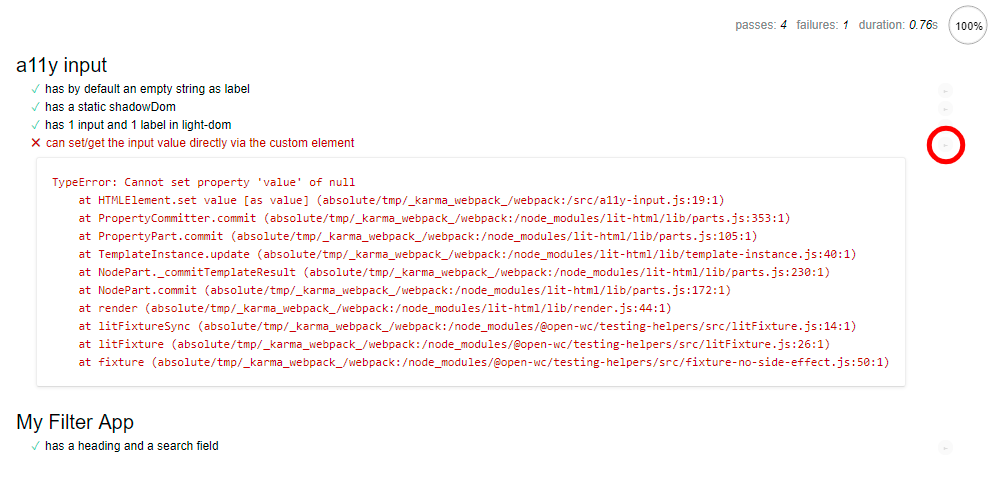 passes: 4 failures: 1 duration: 0.76s 100%
a11y input
✓ has by default an empty string as label
✓ has a static shadowDom
✓ has 1 input and 1 label in light-dom
✕ can set/get the input value directly via the custom element
TypeError: Cannot set property 'value' of null
at HTMLElement.set value [as value] (absolute/tmp/_karma_webpack_/webpack:/src/a11y-input.js:19:1)
at PropertyCommitter.commit (absolute/tmp/_karma_webpack_/webpack:/node_modules/lit-html/lib/parts.js:353:1)
at PropertyPart.commit (absolute/tmp/_karma_webpack_/webpack:/node_modules/lit-html/lib/parts.js:105:1)
at TemplateInstance.update (absolute/tmp/_karma_webpack_/webpack:/node_modules/lit-html/lib/template-instance.js:40:1)
at NodePart._commitTemplateResult (absolute/tmp/_karma_webpack_/webpack:/node_modules/lit-html/lib/parts.js:230:1)
at NodePart.commit (absolute/tmp/_karma_webpack_/webpack:/node_modules/lit-html/lib/parts.js:172:1)
at render (absolute/tmp/_karma_webpack_/webpack:/node_modules/lit-html/lib/render.js:44:1)
at litFixtureSync (absolute/tmp/_karma_webpack_/webpack:/node_modules/@open-wc/testing-helpers/src/litFixture.js:14:1)
at litFixture (absolute/tmp/_karma_webpack_/webpack:/node_modules/@open-wc/testing-helpers/src/litFixture.js:26:1)
at fixture (absolute/tmp/_karma_webpack_/webpack:/node_modules/@open-wc/testing-helpers/src/fixture-no-side-effect.js:50:1)
My Filter App
✓ has a heading and a search field